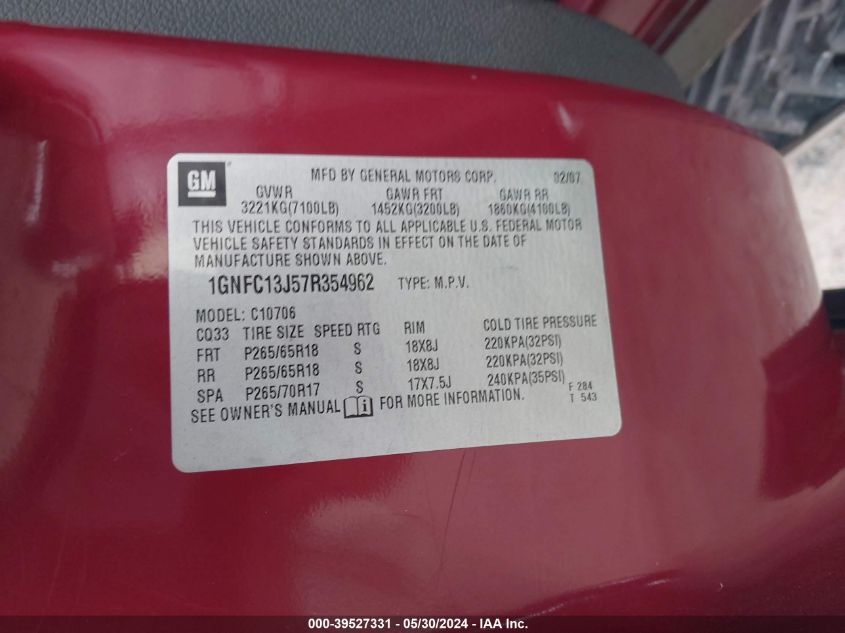 GM
MFD BY GENERAL MOTORS CORP. 02/07
GVWR GAWR FRT GAWR RR
3221KG(7100LB) 1452KG(3200LB) 1860KG(4100LB)
THIS VEHICLE CONFORMS TO ALL APPLICABLE U.S. FEDERAL MOTOR
VEHICLE SAFETY STANDARDS IN EFFECT ON THE DATE OF
MANUFACTURE SHOWN ABOVE.
1GNFC13J57R354962 TYPE: M.P.V.
MODEL: C10706
CQ33 TIRE SIZE SPEED RTG RIM COLD TIRE PRESSURE
FRT P265/65R18 S 18X8J 220KPA(32PSI)
RR P265/65R18 S 18X8J 220KPA(32PSI)
SPA P265/70R17 S 17X7.5J 240KPA(35PSI)
SEE OWNER'S MANUAL i FOR MORE INFORMATION.
F 284
T 543
000-39527331 - 05/30/2024 - IAA Inc.